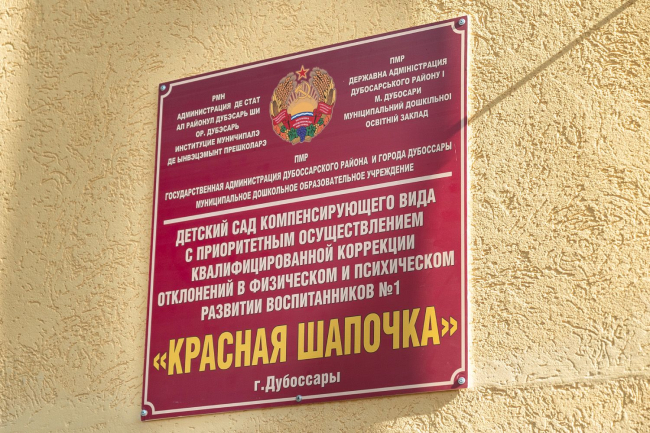 РМН
АДМИНИСТРАЦИЯ ДЕ СТАТ
АЛ РАЙОНУЛ ДУБЭСАРЬ ШИ
ОР. ДУБЭСАРЬ
ИНСТИТУЦИЕ МУНИЧИПАЛЭ
ДЕ ЫНВЭЦЭМЫНТ ПРЕШКОЛАРЭ
ПМР
ДЕРЖАВНА АДМІНІСТРАЦІЯ
ДУБОСАРСЬКОГО РАЙОНУ І
М. ДУБОСАРИ
МУНІЦИПАЛЬНИЙ ДОШКІЛЬНІЙ
ОСВІТНІЙ ЗАКЛАД
ПМР
ГОСУДАРСТВЕННАЯ АДМИНИСТРАЦИЯ ДУБОССАРСКОГО РАЙОНА И ГОРОДА ДУБОССАРЫ
МУНИЦИПАЛЬНОЕ ДОШКОЛЬНОЕ ОБРАЗОВАТЕЛЬНОЕ УЧРЕЖДЕНИЕ
ДЕТСКИЙ САД КОМПЕНСИРУЮЩЕГО ВИДА
С ПРИОРИТЕТНЫМ ОСУЩЕСТВЛЕНИЕМ
КВАЛИФИЦИРОВАННОЙ КОРРЕКЦИИ
ОТКЛОНЕНИЙ В ФИЗИЧЕСКОМ И ПСИХИЧЕСКОМ
РАЗВИТИИ ВОСПИТАННИКОВ №1
«КРАСНАЯ ШАПОЧКА»
г.Дубоссары